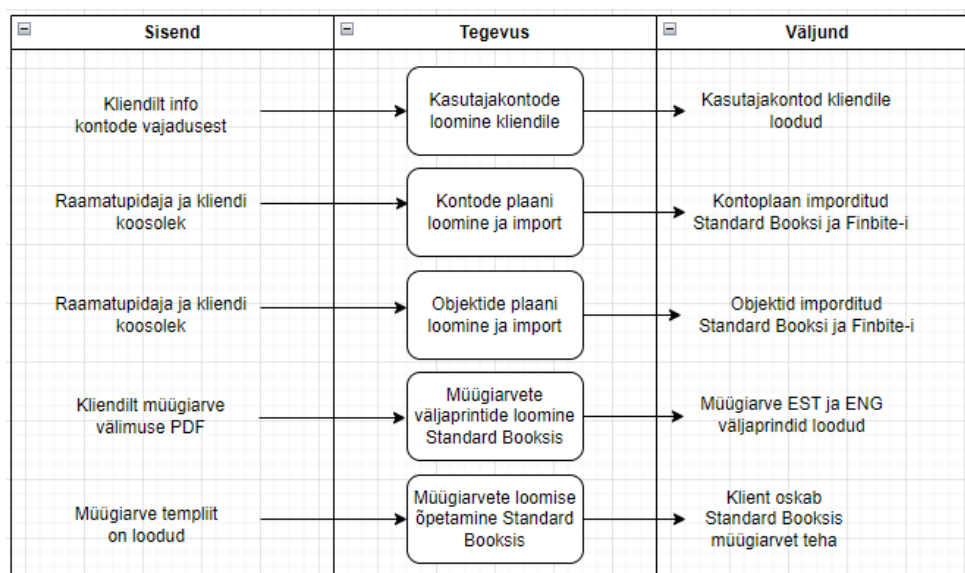 Sisend
Tegevus
Väljund
Kliendilt info
kontode vajadusest
Kasutajakontode
loomine kliendile
Kasutajakontod kliendile
loodud
Raamatupidaja ja kliendi
koosolek
Kontode plaani
loomine ja import
Kontoplaan imporditud
Standard Booksi ja Finbite-i
Raamatupidaja ja kliendi
koosolek
Objektide plaani
loomine ja import
Objektid imporditud
Standard Booksi ja Finbite-i
Kliendilt müügiarve
välimuse PDF
Müügiarvete
väljaprintide loomine
Standard Booksis
Müügiarve EST ja ENG
väljaprindid loodud
Müügiarve templiit
on loodud
Müügiarvete loomise
õpetamine Standard
Booksis
Klient oskab
Standard Booksis
müügiarvet teha